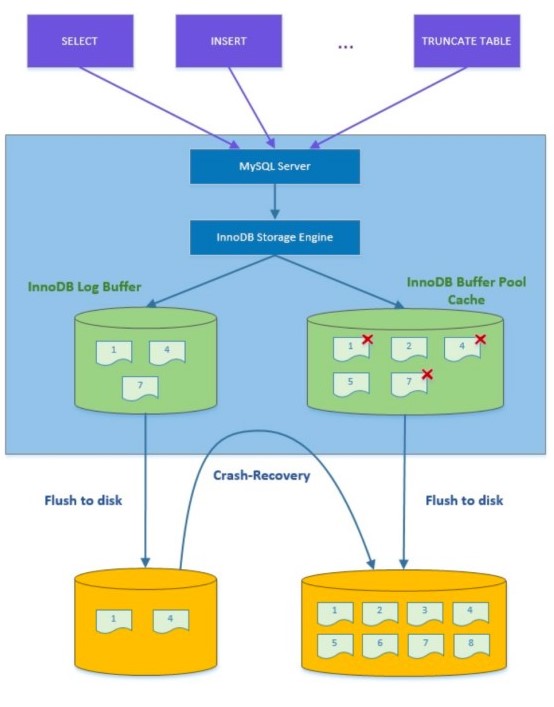 SELECT
INSERT
...
TRUNCATE TABLE
MySQL Server
InnoDB Storage Engine
InnoDB Log Buffer
InnoDB Buffer Pool
Cache
1
4
7
1
2
4
5
7
Crash-Recovery
Flush to disk
Flush to disk
1
4
1
2
3
4
5
6
7
8